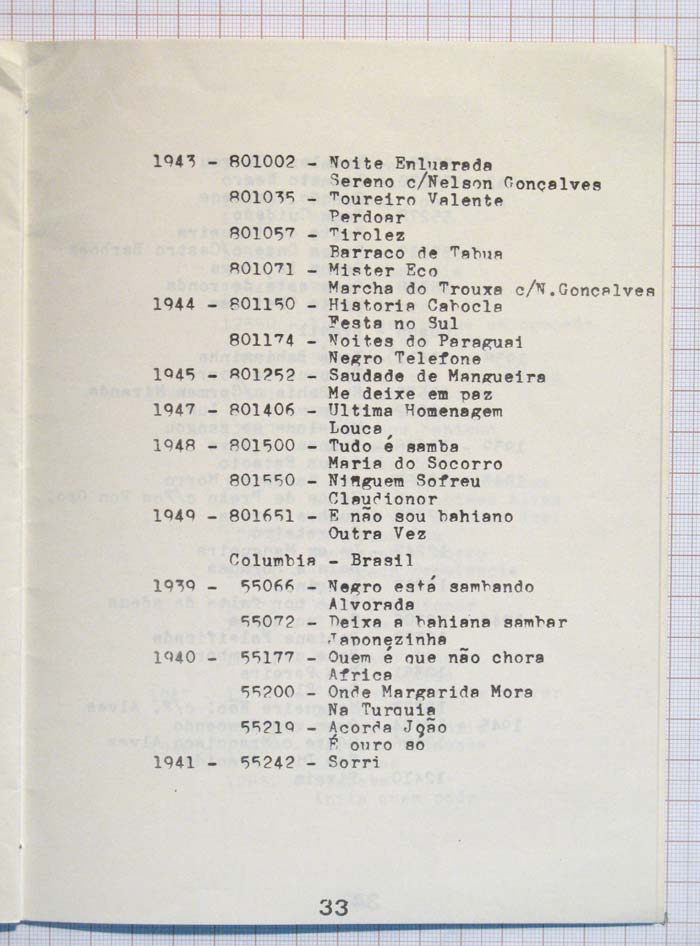 1943 - 801002 - Noite Enluarada
Sereno c/Nelson Gonçalves
801035 - Toureiro Valente
Perdoar
801057 - Tirolez
Barraco de Tabua
801071 - Mister Eco
Marcha do Trouxa c/N.Gonçalves
1944 - 801150 - Historia Cabocla
Festa no Sul
801174 - Noites do Paraguai
Negro Telefone
1945 - 801252 - Saudade de Mangueira
Me deixe em paz
1947 - 801406 - Ultima Homenagem
Louca
1948 - 801500 - Tudo é samba
Maria do Socorro
801550 - Ninguem Sofreu
Claudionor
1949 - 801651 - E não sou bahiano
Outra Vez
Columbia - Brasil
1939 - 55066 - Negro está sambando
Alvorada
55072 - Deixa a bahiana sambar
Japonezinha
1940 - 55177 - Quem é que não chora
Africa
55200 - Onde Margarida Mora
Na Turquia
55219 - Acorda João
É ouro só
1941 - 55242 - Sorri
33